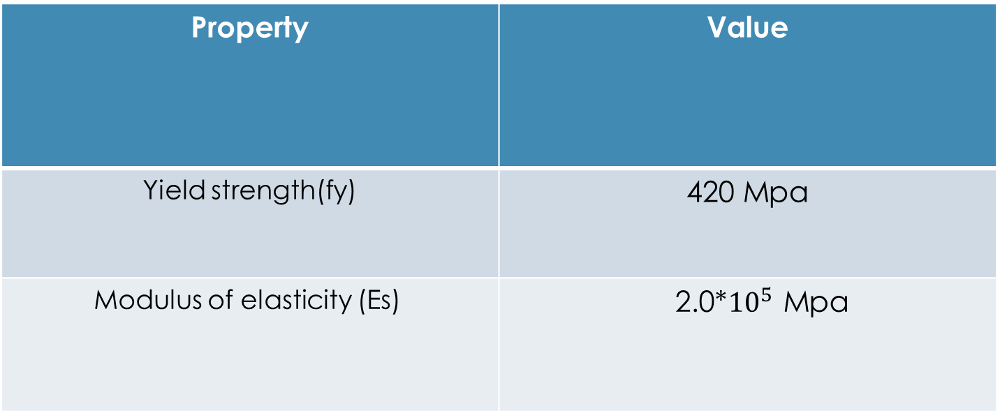 Property Value
Yield strength(fy) 420 Mpa
Modulus of elasticity (Es) 2.0*10⁵ Mpa